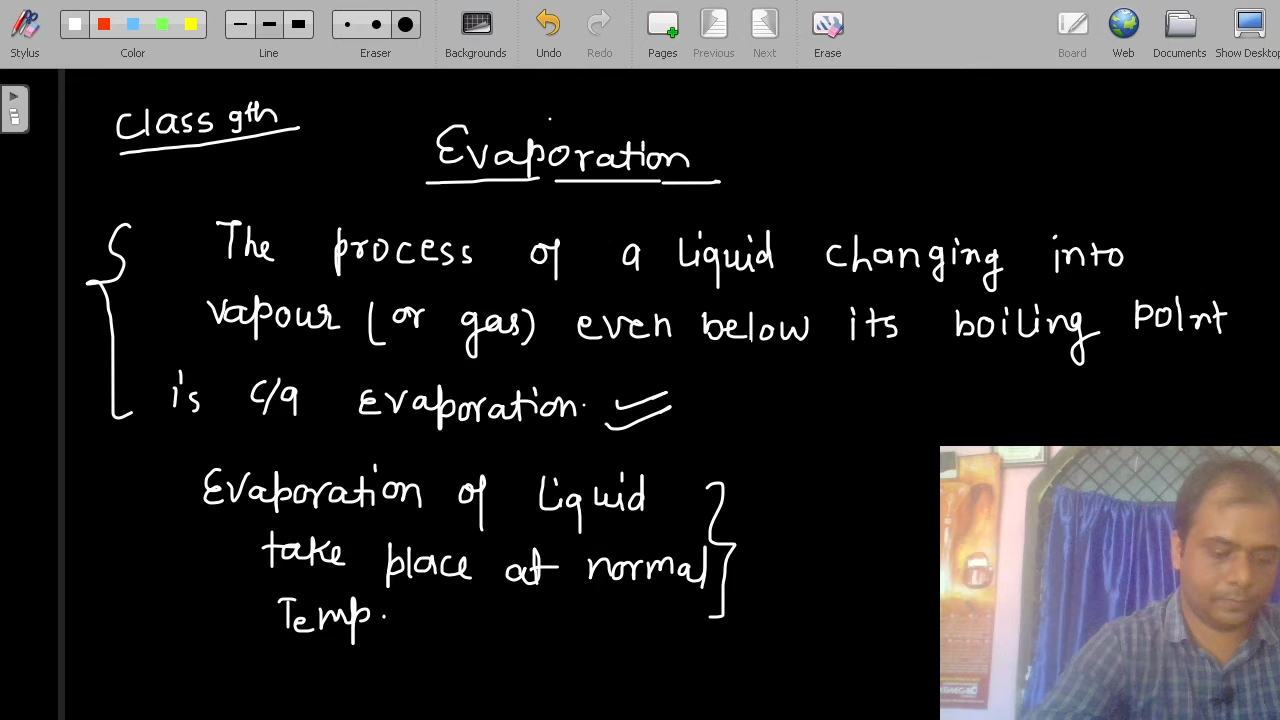 Stylus
Color
Line
Eraser
Backgrounds
Undo
Redo
Pages
Previous
Next
Erase
Board
Web
Documents
Show Desktop
Class 9th
Evaporation
The process of a liquid changing into
vapour (or gas) even below its boiling point
is c/a Evaporation.
Evaporation of liquid
take place at normal
Temp.